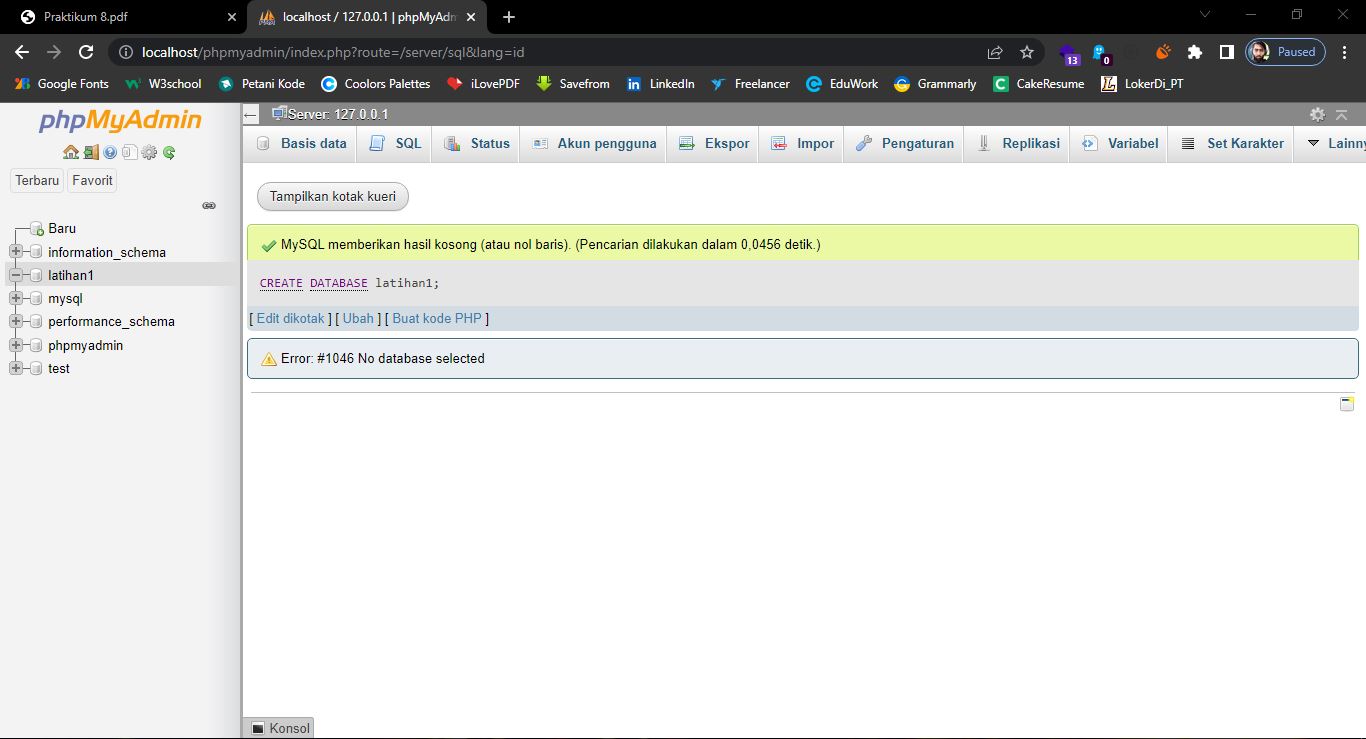 Praktikum 8.pdf
localhost / 127.0.0.1 | phpMyAdm
localhost/phpmyadmin/index.php?route=/server/sql&lang=id
13
0
Paused
Google Fonts
W3school
Petani Kode
Coolors Palettes
iLovePDF
Savefrom
LinkedIn
Freelancer
EduWork
Grammarly
CakeResume
LokerDi_PT
phpMyAdmin
Terbaru
Favorit
Baru
information_schema
latihan1
mysql
performance_schema
phpmyadmin
test
Server: 127.0.0.1
Basis data
SQL
Status
Akun pengguna
Ekspor
Impor
Pengaturan
Replikasi
Variabel
Set Karakter
Lainny
Tampilkan kotak kueri
MySQL memberikan hasil kosong (atau nol baris). (Pencarian dilakukan dalam 0,0456 detik.)
CREATE DATABASE latihan1;
[ Edit dikotak ] [ Ubah ] [ Buat kode PHP ]
Error: #1046 No database selected
Konsol